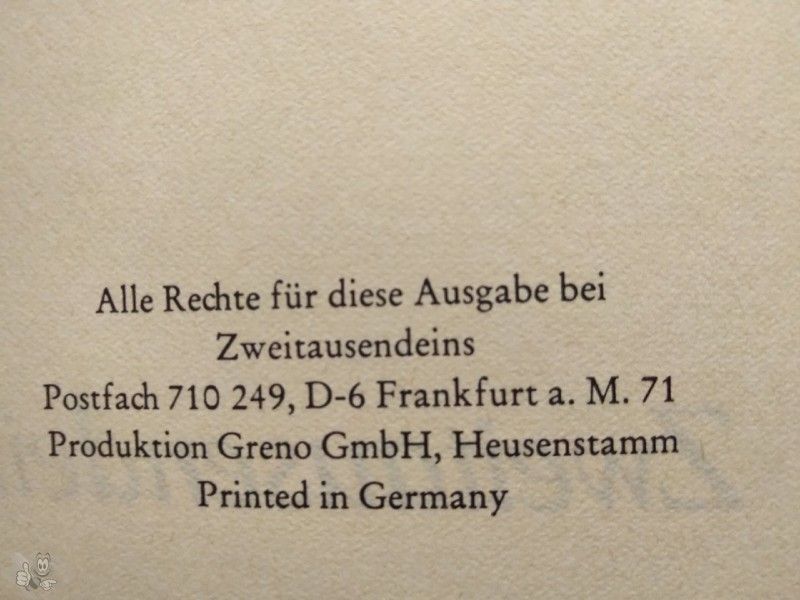 Alle Rechte für diese Ausgabe bei
Zweitausendeins
Postfach 710 249, D-6 Frankfurt a. M. 71
Produktion Greno GmbH, Heusenstamm
Printed in Germany